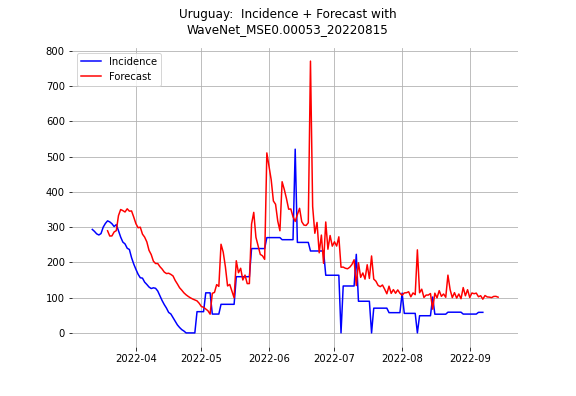 Uruguay:  Incidence + Forecast with
WaveNet_MSE0.00053_20220815
Incidence
Forecast
800
700
600
500
400
300
200
100
0
2022-04 2022-05 2022-06 2022-07 2022-08 2022-09